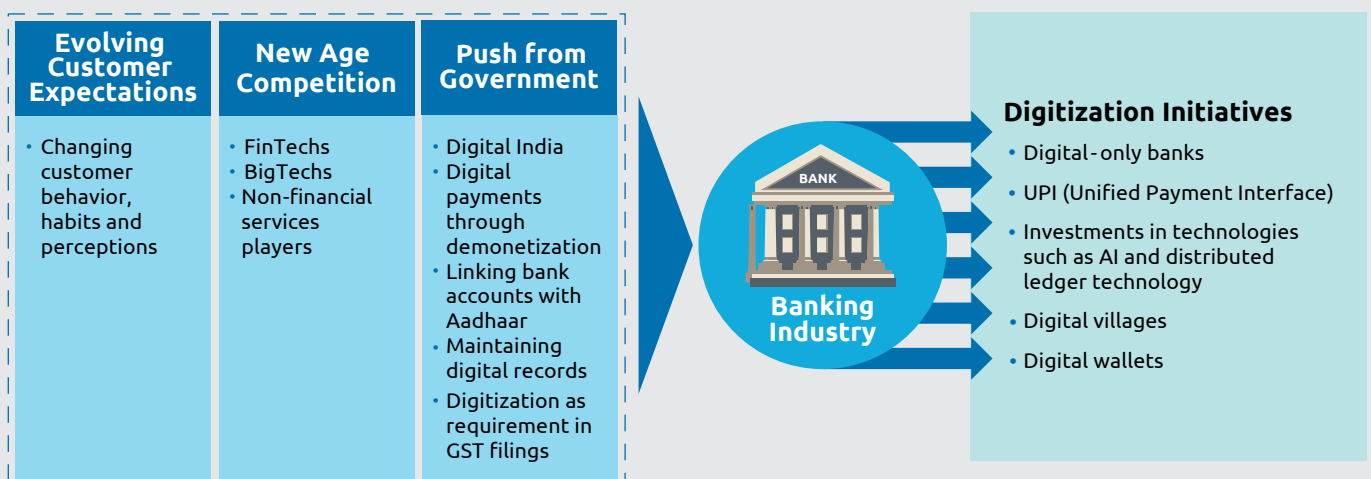 Evolving
Customer
Expectations
• Changing
customer
behavior,
habits and
perceptions
New Age
Competition
• FinTechs
• BigTechs
• Non-financial
services
players
Push from
Government
• Digital India
• Digital
payments
through
demonetization
• Linking bank
accounts with
Aadhaar
• Maintaining
digital records
• Digitization as
requirement in
GST filings
BANK
Banking
Industry
Digitization Initiatives
• Digital-only banks
• UPI (Unified Payment Interface)
• Investments in technologies
such as AI and distributed
ledger technology
• Digital villages
• Digital wallets